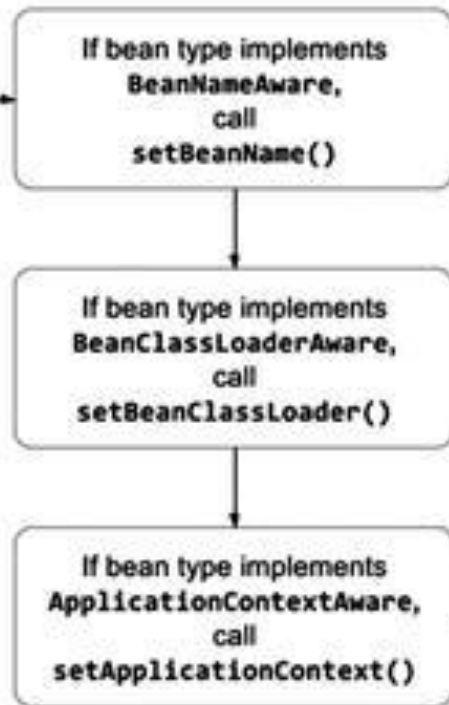 If bean type implements
BeanNameAware,
call
setBeanName()
If bean type implements
BeanClassLoaderAware,
call
setBeanClassLoader()
If bean type implements
ApplicationContextAware,
call
setApplicationContext()